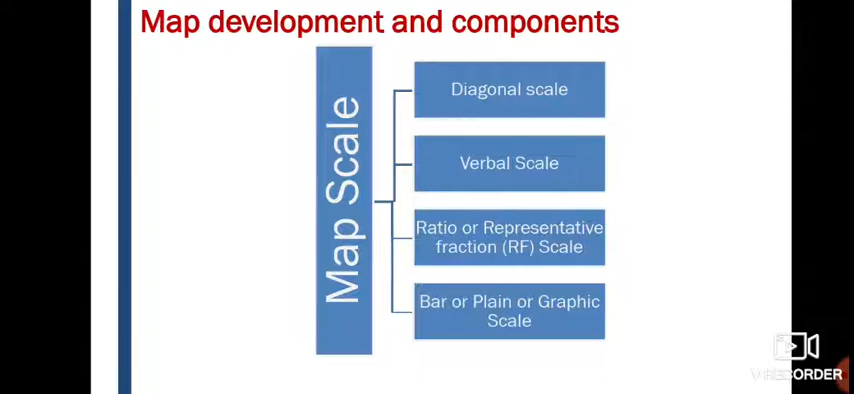 Map development and components
Map Scale
Diagonal scale
Verbal Scale
Ratio or Representative
fraction (RF) Scale
Bar or Plain or Graphic
Scale
V.RECORDER